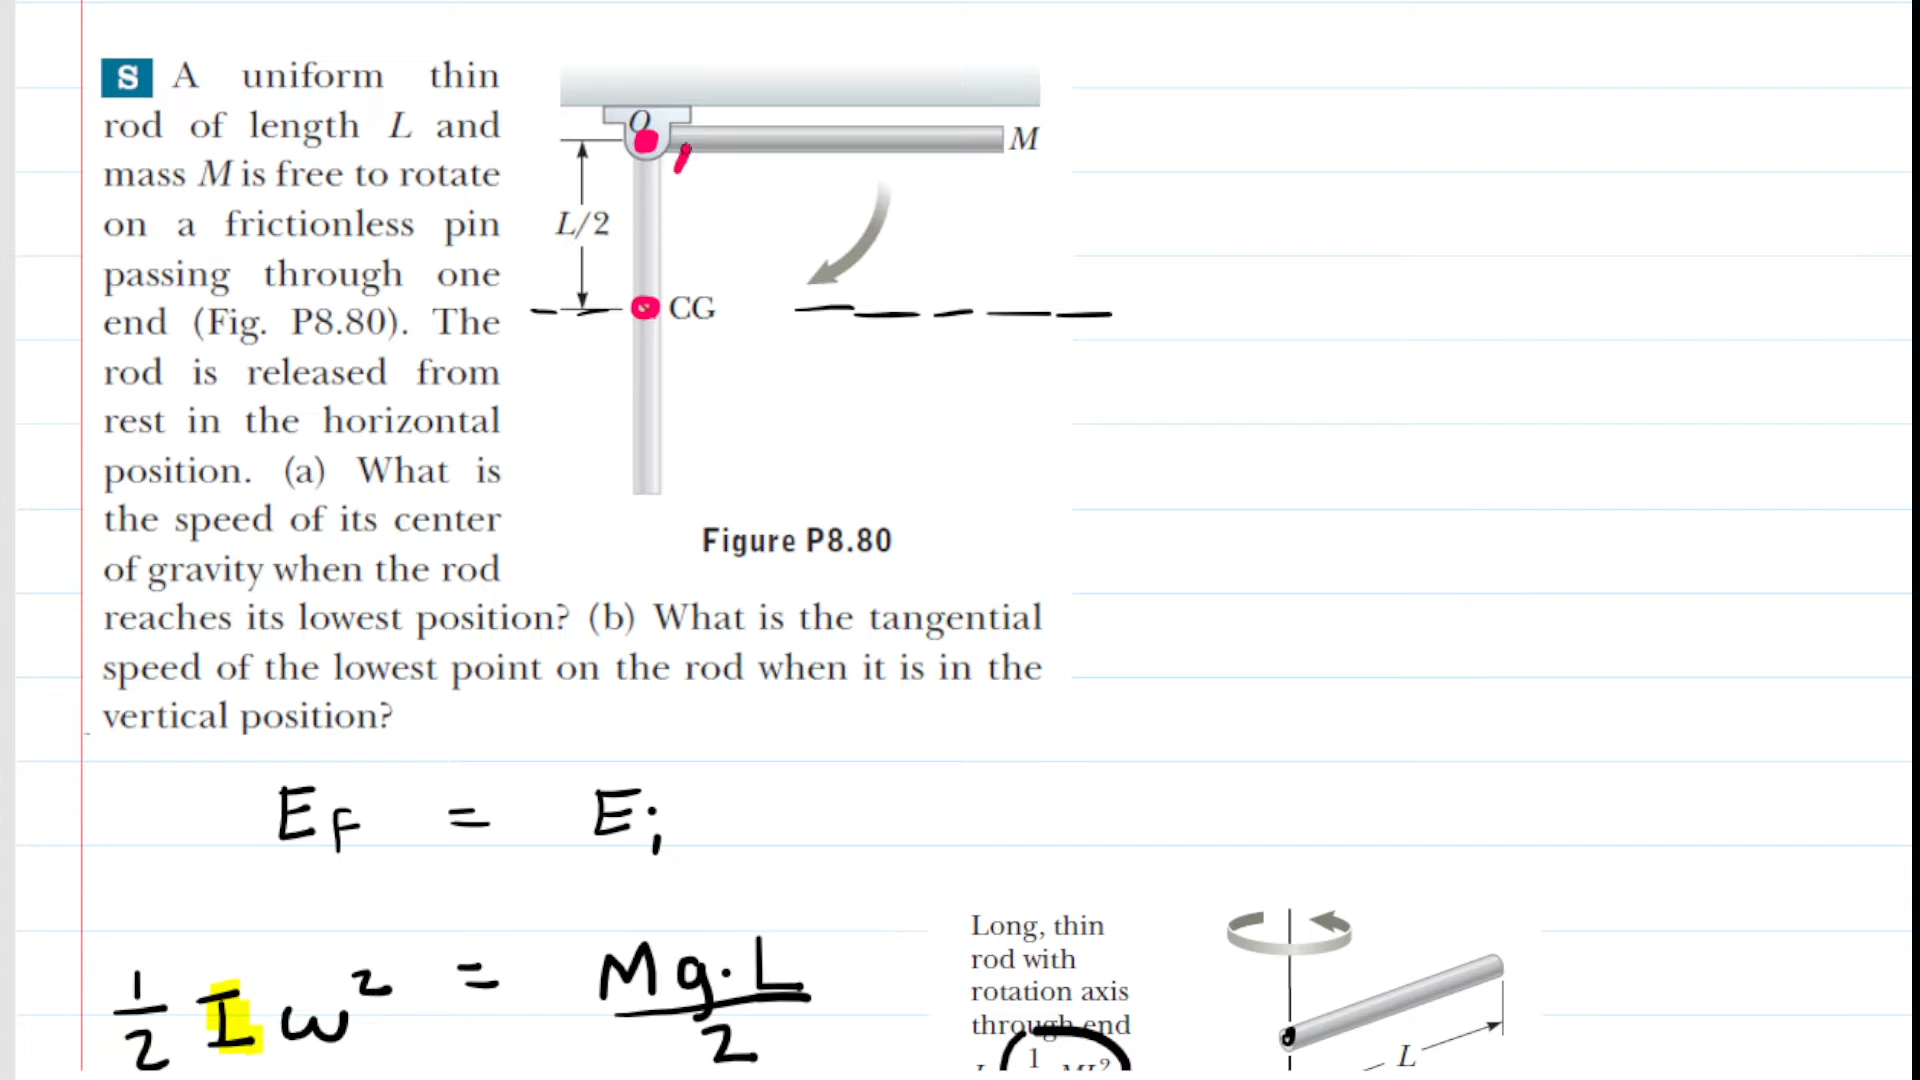 S A uniform thin
rod of length L and
mass M is free to rotate
on a frictionless pin
passing through one
end (Fig. P8.80). The
rod is released from
rest in the horizontal
position. (a) What is
the speed of its center
of gravity when the rod
reaches its lowest position? (b) What is the tangential
speed of the lowest point on the rod when it is in the
vertical position?
O
M
L/2
CG
Figure P8.80
EF = Ei
1/2 I ω² = Mg·L/2
Long, thin
rod with
rotation axis
through end
1 ML²
L